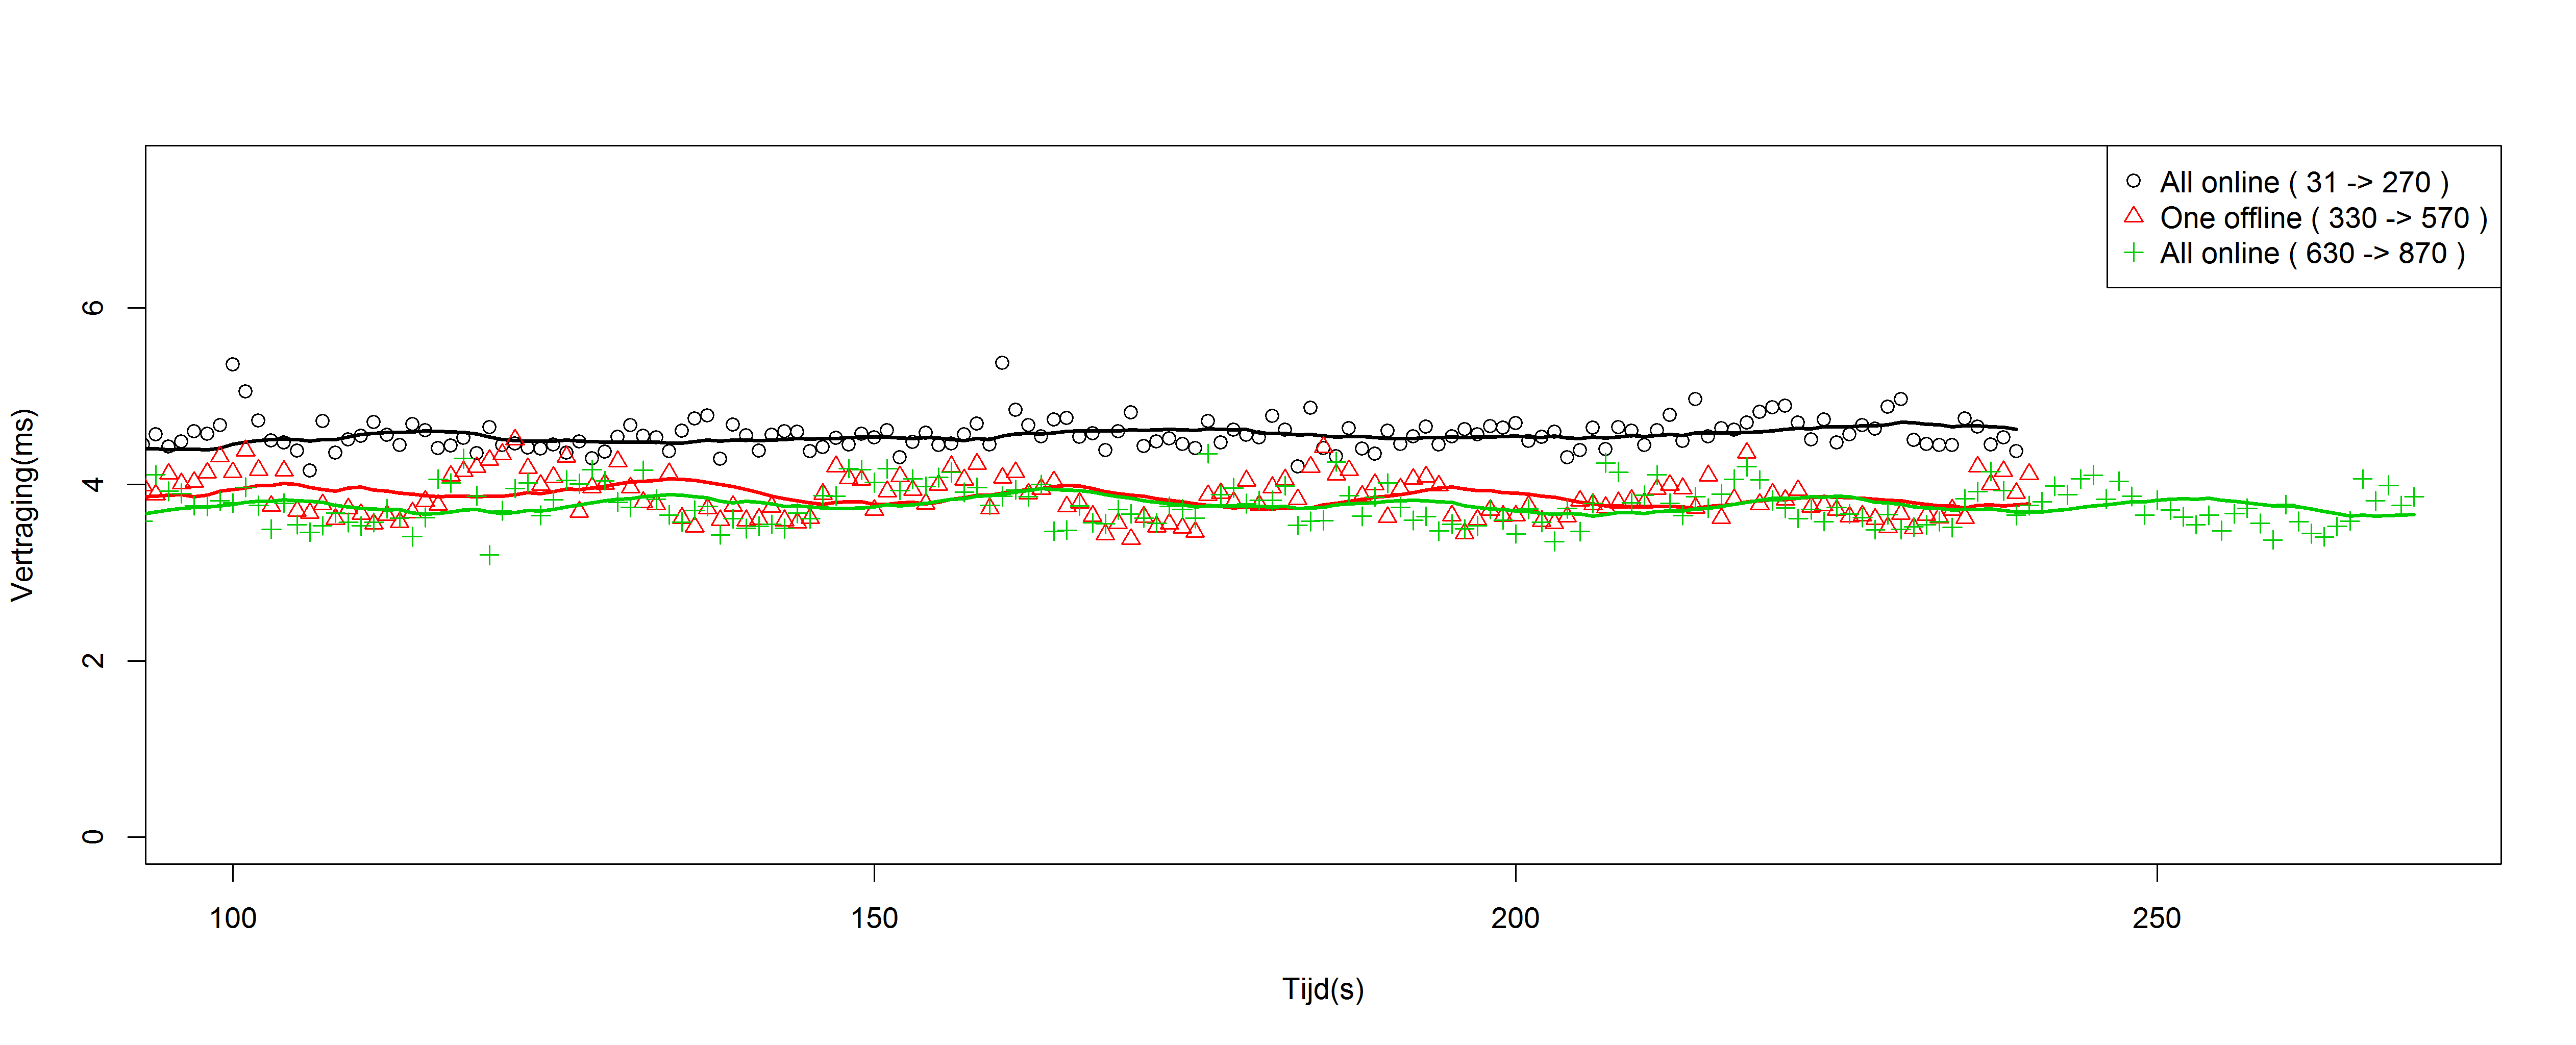 All online ( 31 -> 270 )
One offline ( 330 -> 570 )
All online ( 630 -> 870 )
6
4
2
0
Vertraging(ms)
100 150 200 250
Tijd(s)